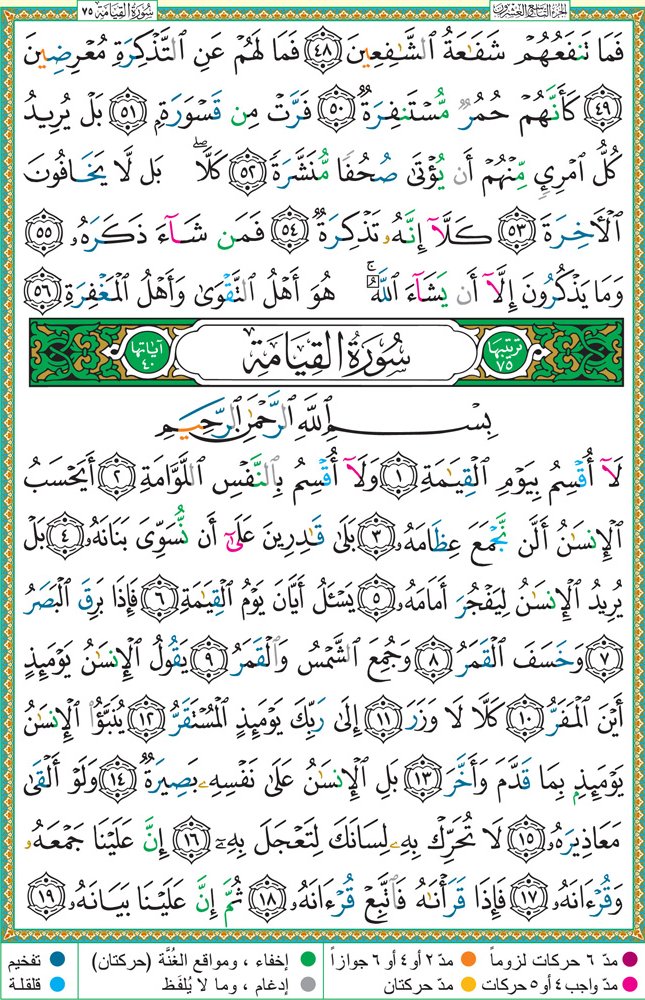 الجزء التاسع والعشرون سورة القيامة ٧٥
فَمَا تَنفَعُهُمْ شَفَـٰعَةُ ٱلشَّـٰفِعِينَ ٤٨ فَمَا لَهُمْ عَنِ ٱلتَّذْكِرَةِ مُعْرِضِينَ
٤٩ كَأَنَّهُمْ حُمُرٌ مُّسْتَنفِرَةٌ ٥٠ فَرَّتْ مِن قَسْوَرَةٍۭ ٥١ بَلْ يُرِيدُ
كُلُّ ٱمْرِئٍ مِّنْهُمْ أَن يُؤْتَىٰ صُحُفًا مُّنَشَّرَةً ٥٢ كَلَّا ۖ بَل لَّا يَخَافُونَ
ٱلْـَٔاخِرَةَ ٥٣ كَلَّآ إِنَّهُۥ تَذْكِرَةٌ ٥٤ فَمَن شَآءَ ذَكَرَهُۥ ٥٥
وَمَا يَذْكُرُونَ إِلَّآ أَن يَشَآءَ ٱللَّهُ ۚ هُوَ أَهْلُ ٱلتَّقْوَىٰ وَأَهْلُ ٱلْمَغْفِرَةِ ٥٦
ترتيبها ٧٥ سُورَةُ القِيَامَةِ آياتها ٤٠
بِسْمِ ٱللَّهِ ٱلرَّحْمَـٰنِ ٱلرَّحِيمِ
لَآ أُقْسِمُ بِيَوْمِ ٱلْقِيَـٰمَةِ ١ وَلَآ أُقْسِمُ بِٱلنَّفْسِ ٱللَّوَّامَةِ ٢ أَيَحْسَبُ
ٱلْإِنسَـٰنُ أَلَّن نَّجْمَعَ عِظَامَهُۥ ٣ بَلَىٰ قَـٰدِرِينَ عَلَىٰٓ أَن نُّسَوِّىَ بَنَانَهُۥ ٤ بَلْ
يُرِيدُ ٱلْإِنسَـٰنُ لِيَفْجُرَ أَمَامَهُۥ ٥ يَسْـَٔلُ أَيَّانَ يَوْمُ ٱلْقِيَـٰمَةِ ٦ فَإِذَا بَرِقَ ٱلْبَصَرُ
٧ وَخَسَفَ ٱلْقَمَرُ ٨ وَجُمِعَ ٱلشَّمْسُ وَٱلْقَمَرُ ٩ يَقُولُ ٱلْإِنسَـٰنُ يَوْمَئِذٍ
أَيْنَ ٱلْمَفَرُّ ١٠ كَلَّا لَا وَزَرَ ١١ إِلَىٰ رَبِّكَ يَوْمَئِذٍ ٱلْمُسْتَقَرُّ ١٢ يُنَبَّؤُا۟ ٱلْإِنسَـٰنُ
يَوْمَئِذٍۭ بِمَا قَدَّمَ وَأَخَّرَ ١٣ بَلِ ٱلْإِنسَـٰنُ عَلَىٰ نَفْسِهِۦ بَصِيرَةٌ ١٤ وَلَوْ أَلْقَىٰ
مَعَاذِيرَهُۥ ١٥ لَا تُحَرِّكْ بِهِۦ لِسَانَكَ لِتَعْجَلَ بِهِۦٓ ١٦ إِنَّ عَلَيْنَا جَمْعَهُۥ
وَقُرْءَانَهُۥ ١٧ فَإِذَا قَرَأْنَـٰهُ فَٱتَّبِعْ قُرْءَانَهُۥ ١٨ ثُمَّ إِنَّ عَلَيْنَا بَيَانَهُۥ ١٩
مدّ ٦ حركات لزوماً مدّ ٢ أو ٤ أو ٦ جوازاً إخفاء ، ومواقع الغُنَّة (حركتان) تفخيم
مدّ واجب ٤ أو ٥ حركات مدّ حركتان إدغام ، وما لا يُلفَظ قلقلة